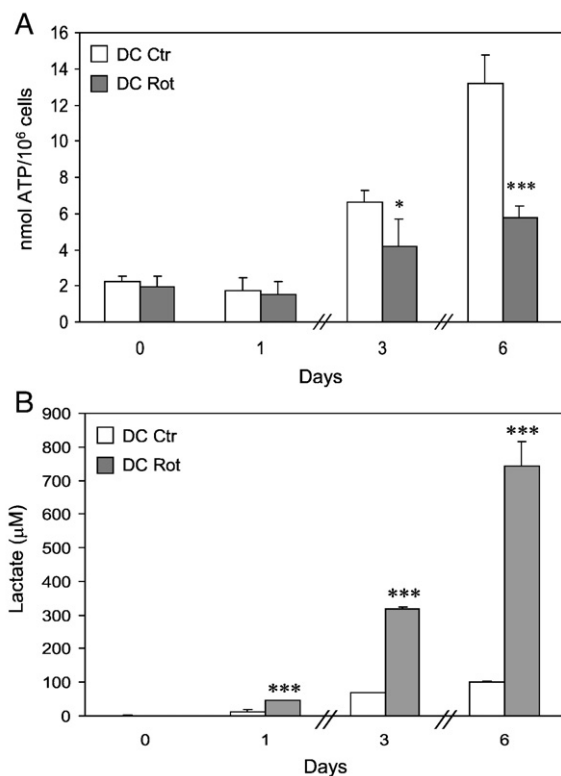 A
16
14
12
10
8
6
4
2
0
nmol ATP/10⁶ cells
DC Ctr
DC Rot
*
***
0 1 3 6
Days
B
900
800
700
600
500
400
300
200
100
0
Lactate (μM)
DC Ctr
DC Rot
***
***
***
0 1 3 6
Days